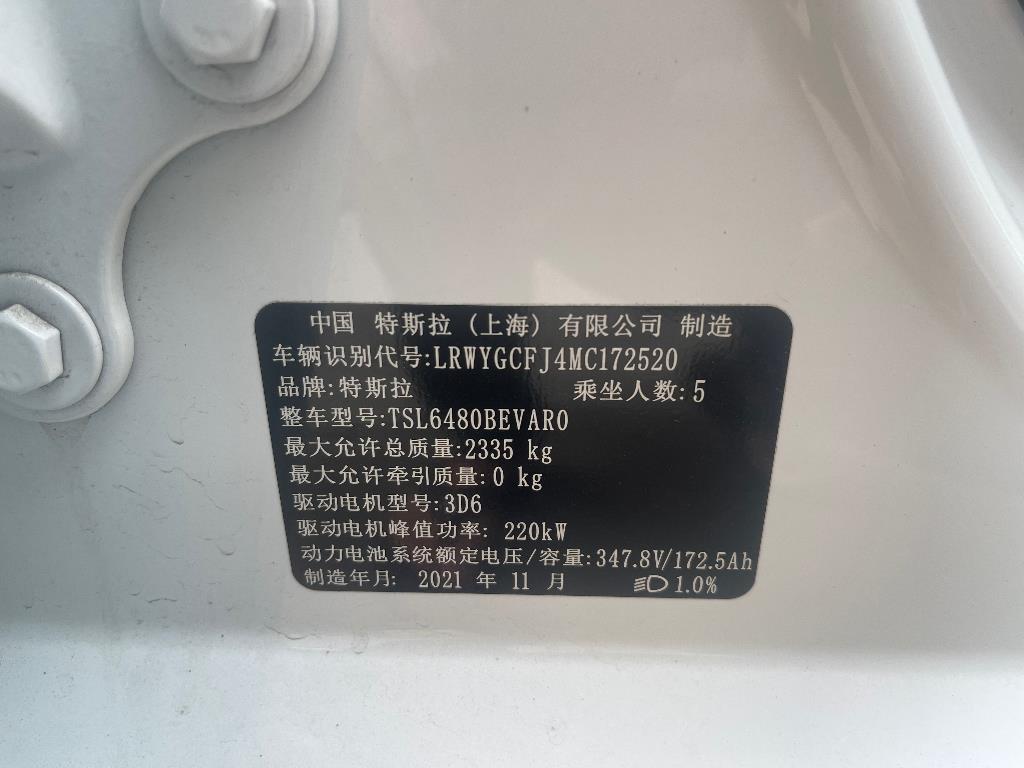 中国 特斯拉（上海）有限公司 制造
车辆识别代号:LRWYGCFJ4MC172520
品牌:特斯拉 乘坐人数:5
整车型号:TSL6480BEVAR0
最大允许总质量:2335 kg
最大允许牵引质量:0 kg
驱动电机型号:3D6
驱动电机峰值功率: 220kW
动力电池系统额定电压/容量:347.8V/172.5Ah
制造年月: 2021 年 11 月 1.0%